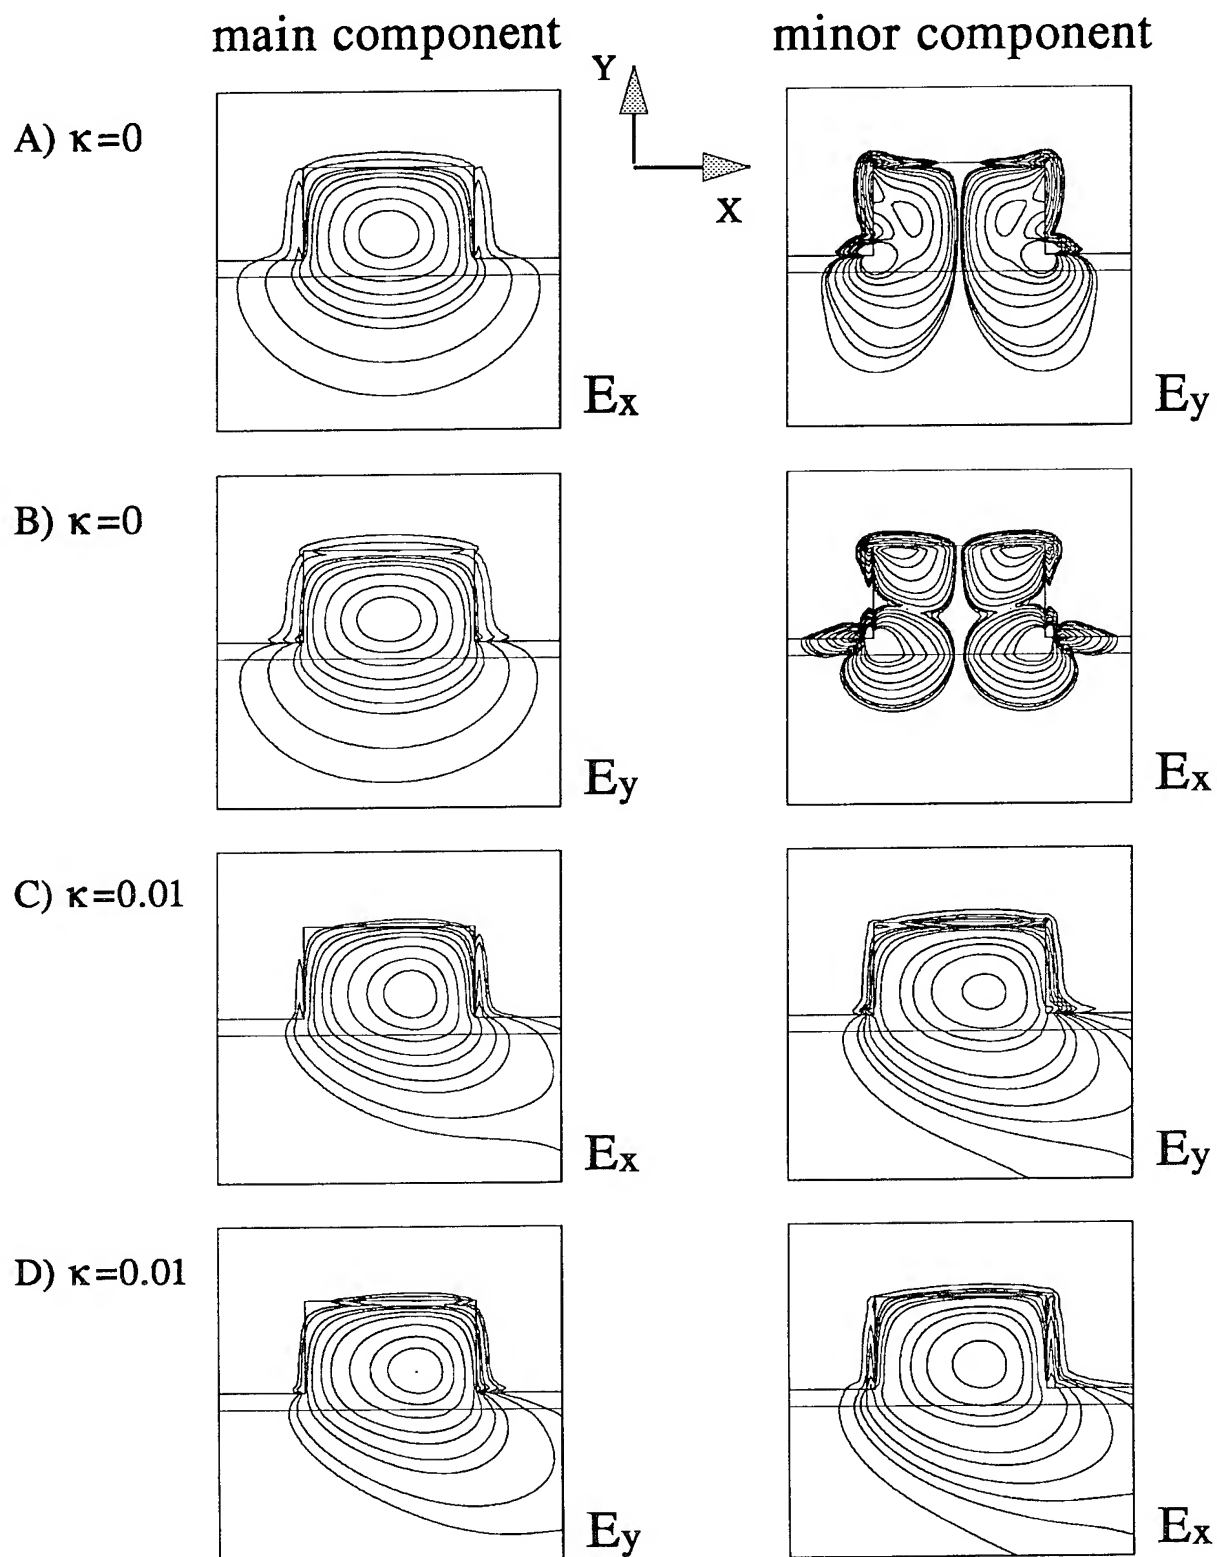 main component
minor component
Y
X
A) κ=0
Ex
Ey
B) κ=0
Ey
Ex
C) κ=0.01
Ex
Ey
D) κ=0.01
Ey
Ex